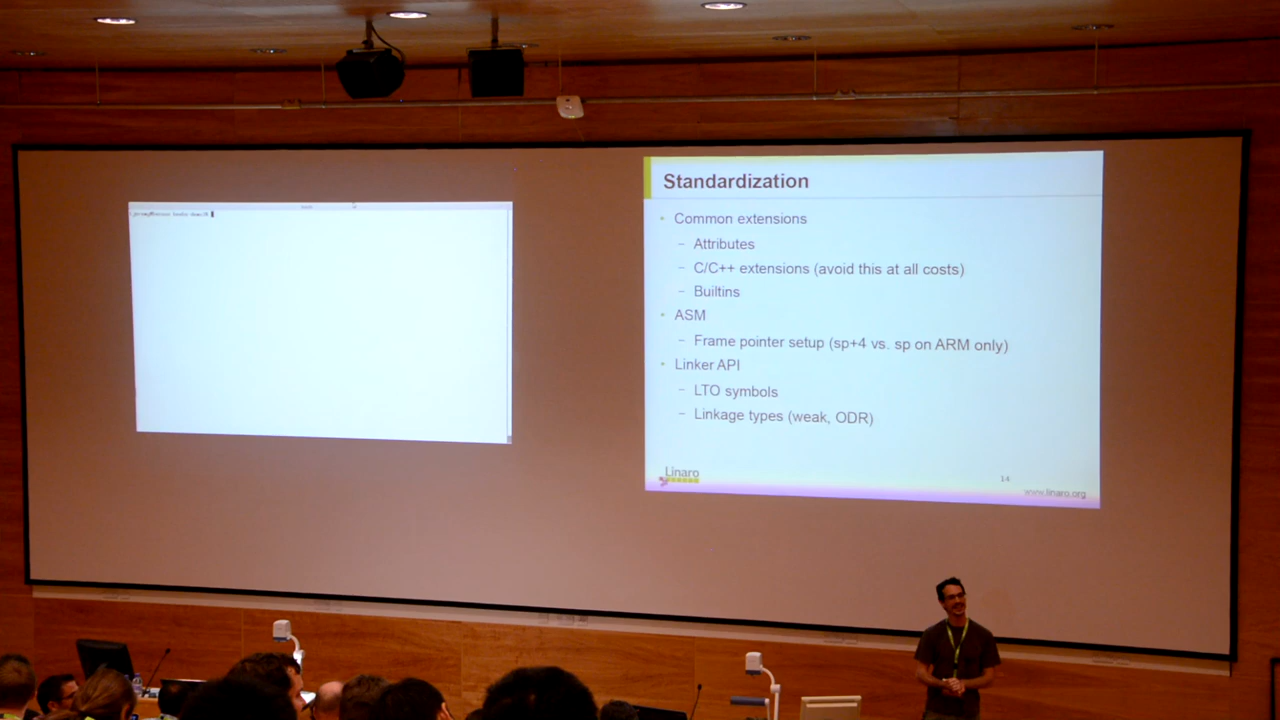 Standardization
• Common extensions
– Attributes
– C/C++ extensions (avoid this at all costs)
– Builtins
• ASM
– Frame pointer setup (sp+4 vs. sp on ARM only)
• Linker API
– LTO symbols
– Linkage types (weak, ODR)
Linaro
14
www.linaro.org